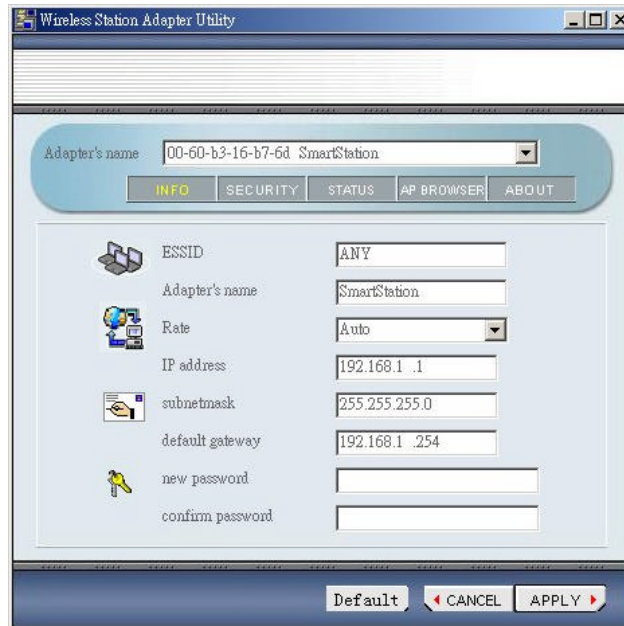 Wireless Station Adapter Utility
Adapter's name 00-60-b3-16-b7-6d SmartStation
INFO SECURITY STATUS AP BROWSER ABOUT
ESSID ANY
Adapter's name SmartStation
Rate Auto
IP address 192.168.1 .1
subnetmask 255.255.255.0
default gateway 192.168.1 .254
new password
confirm password
Default CANCEL APPLY